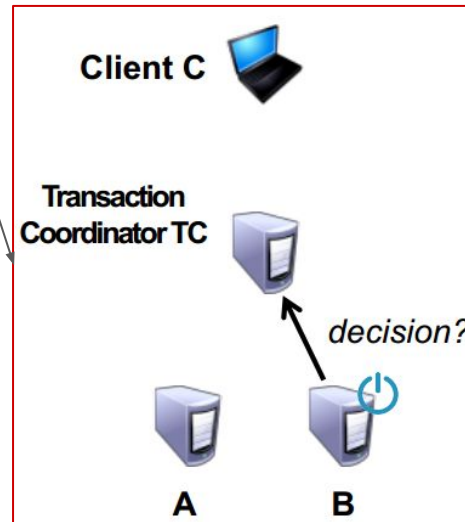 Client C
Transaction
Coordinator TC
decision?
A
B